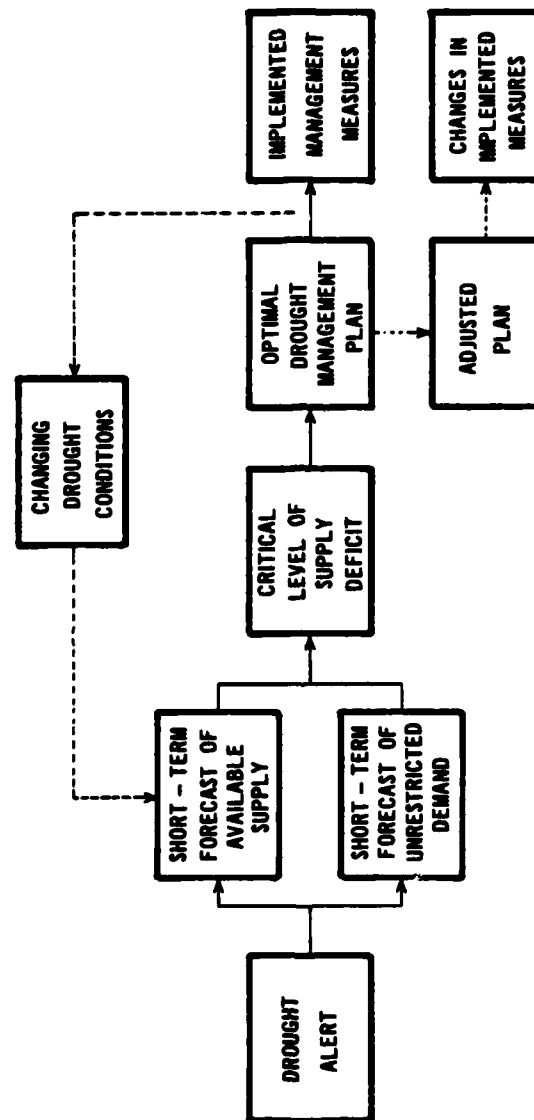 DROUGHT
ALERT
SHORT-TERM
FORECAST OF
AVAILABLE
SUPPLY
SHORT-TERM
FORECAST OF
UNRESTRICTED
DEMAND
CRITICAL
LEVEL OF
SUPPLY
DEFICIT
CHANGING
DROUGHT
CONDITIONS
OPTIMAL
DROUGHT
MANAGEMENT
PLAN
IMPLEMENTED
MANAGEMENT
MEASURES
ADJUSTED
PLAN
CHANGES IN
IMPLEMENTED
MEASURES